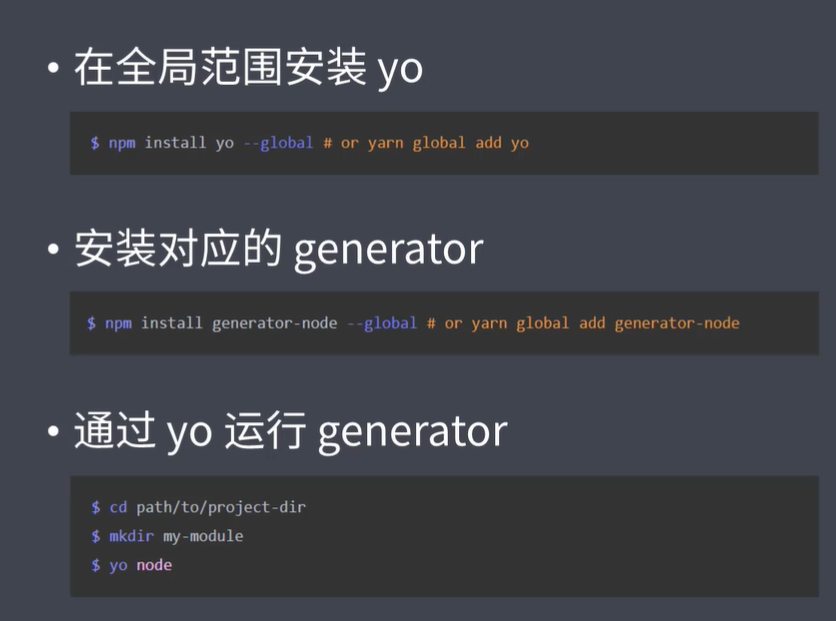 • 在全局范围安装 yo
$ npm install yo --global # or yarn global add yo
• 安装对应的 generator
$ npm install generator-node --global # or yarn global add generator-node
• 通过 yo 运行 generator
$ cd path/to/project-dir
$ mkdir my-module
$ yo node